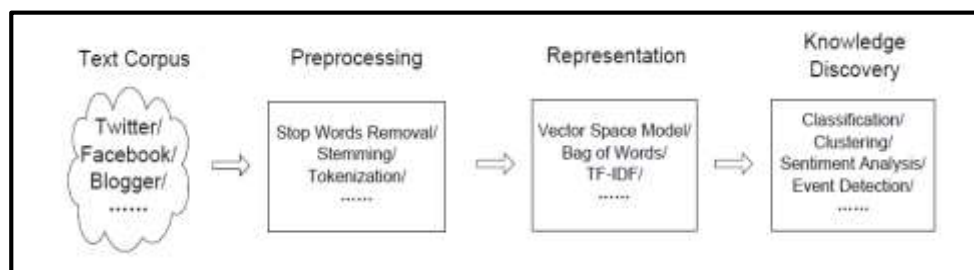 Text Corpus
Twitter/
Facebook/
Blogger/
......
Preprocessing
Stop Words Removal/
Stemming/
Tokenization/
......
Representation
Vector Space Model/
Bag of Words/
TF-IDF/
......
Knowledge
Discovery
Classification/
Clustering/
Sentiment Analysis/
Event Detection/
......